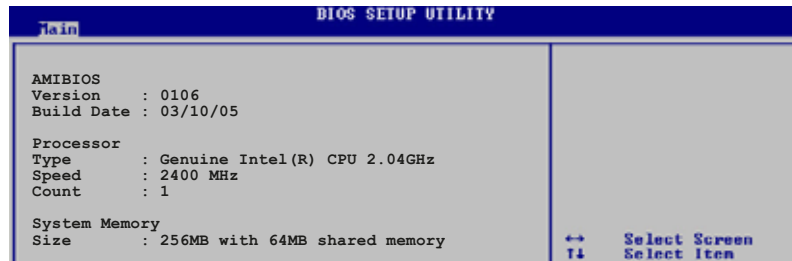 BIOS SETUP UTILITY
Main
AMIBIOS
Version : 0106
Build Date : 03/10/05
Processor
Type : Genuine Intel(R) CPU 2.04GHz
Speed : 2400 MHz
Count : 1
System Memory
Size : 256MB with 64MB shared memory
↔ Select Screen
↑↓ Select Item